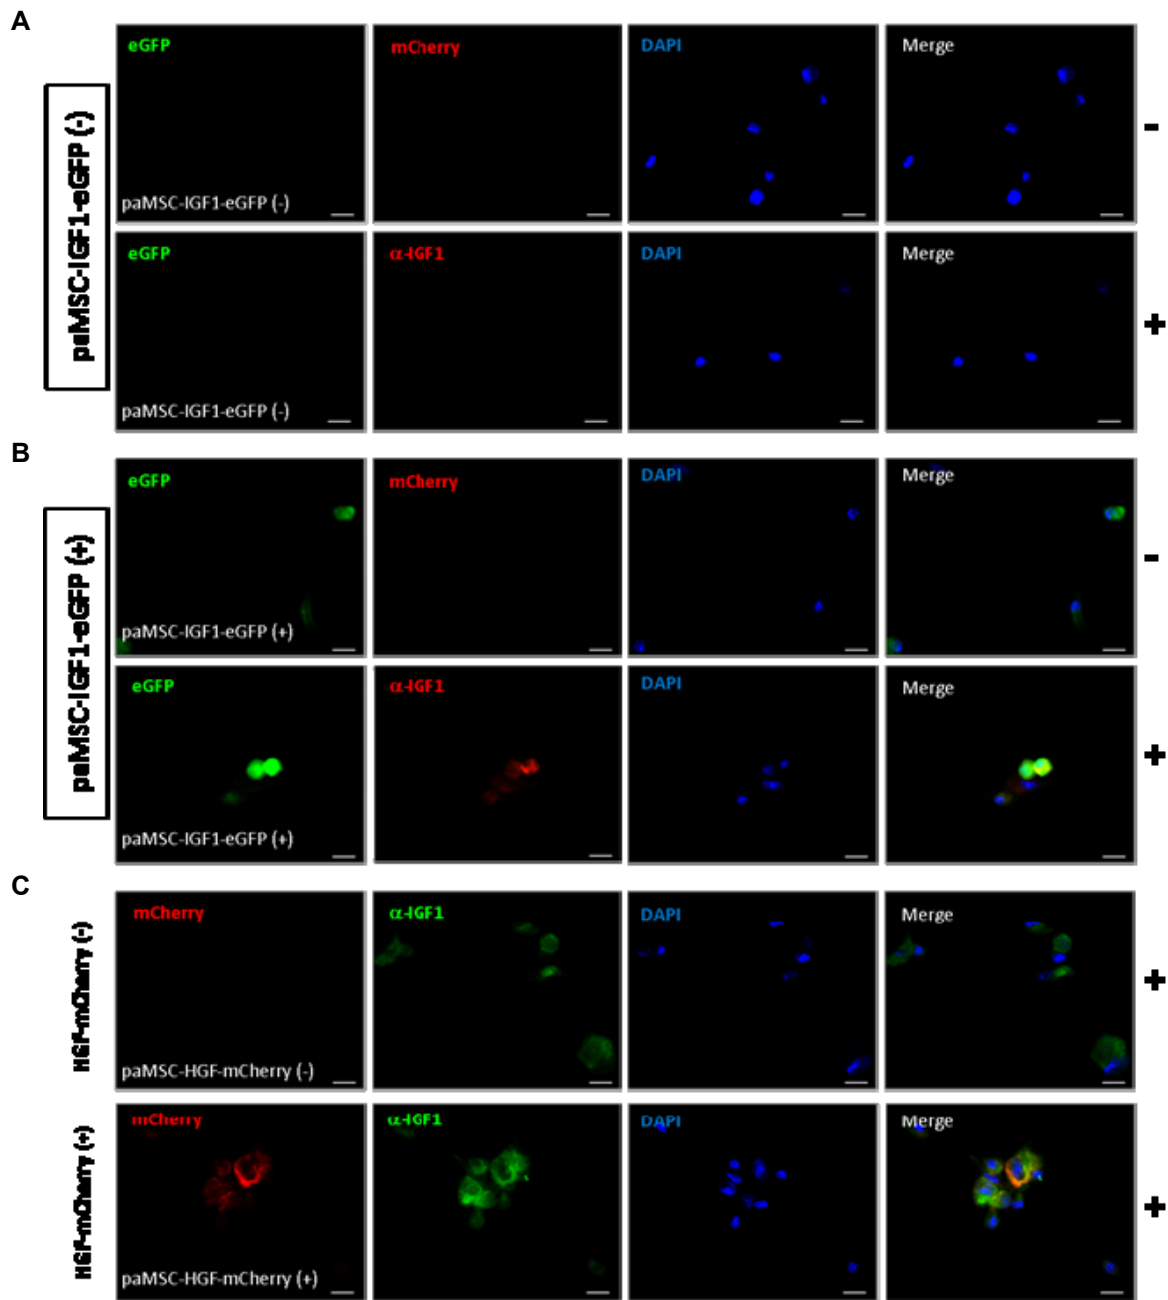 A
paMSC-IGF1-eGFP (-)
eGFP
mCherry
DAPI
Merge
-
paMSC-IGF1-eGFP (-)
eGFP
α-IGF1
DAPI
Merge
+
paMSC-IGF1-eGFP (-)
B
paMSC-IGF1-eGFP (+)
eGFP
mCherry
DAPI
Merge
-
paMSC-IGF1-eGFP (+)
eGFP
α-IGF1
DAPI
Merge
+
paMSC-IGF1-eGFP (+)
C
HGF-mCherry (-)
mCherry
α-IGF1
DAPI
Merge
+
paMSC-HGF-mCherry (-)
HGF-mCherry (+)
mCherry
α-IGF1
DAPI
Merge
+
paMSC-HGF-mCherry (+)